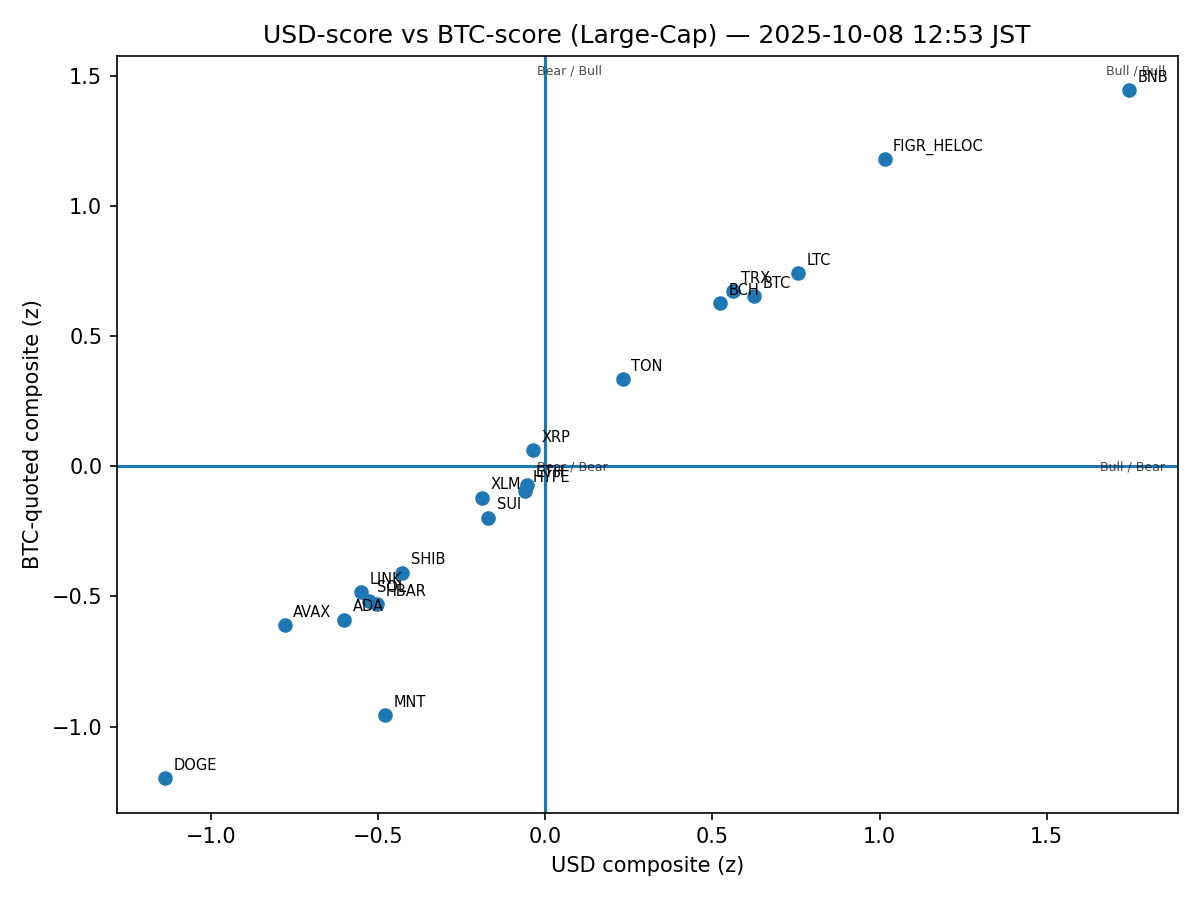 USD-score vs BTC-score (Large-Cap) — 2025-10-08 12:53 JST
Bear / Bull
Bull / Bull
BNB
FIGR_HELOC
LTC
TRX
BTC
BCH
TON
XRP
Bear / Bear
Bull / Bear
HYPE
XLM
SUI
SHIB
LINK
SOL
HBAR
ADA
AVAX
MNT
DOGE
1.5
1.0
0.5
0.0
−0.5
−1.0
BTC-quoted composite (z)
−1.0
−0.5
0.0
0.5
1.0
1.5
USD composite (z)